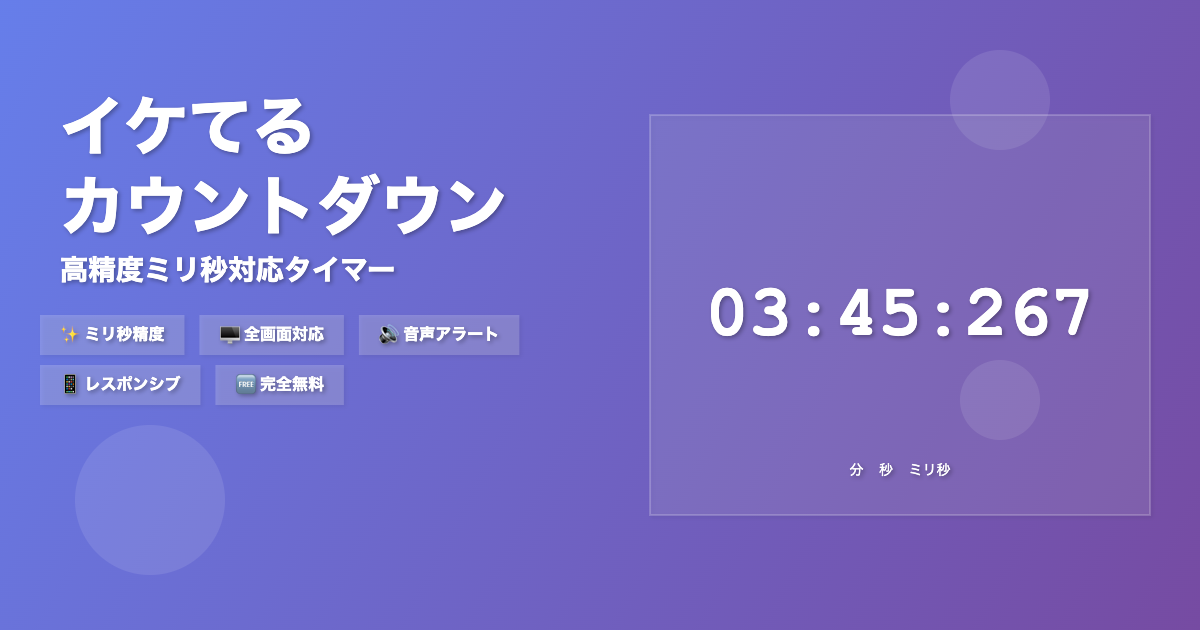 イケてる
カウントダウン
高精度ミリ秒対応タイマー
✨ ミリ秒精度
🖥️ 全画面対応
🔊 音声アラート
📱 レスポンシブ
🆓 完全無料
03:45:267
分 秒 ミリ秒